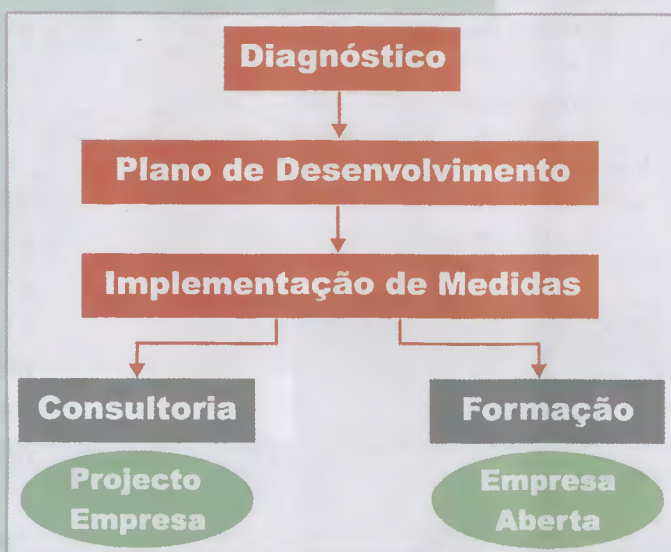 Diagnóstico
Plano de Desenvolvimento
Implementação de Medidas
Consultoria
Formação
Projecto
Empresa
Empresa
Aberta